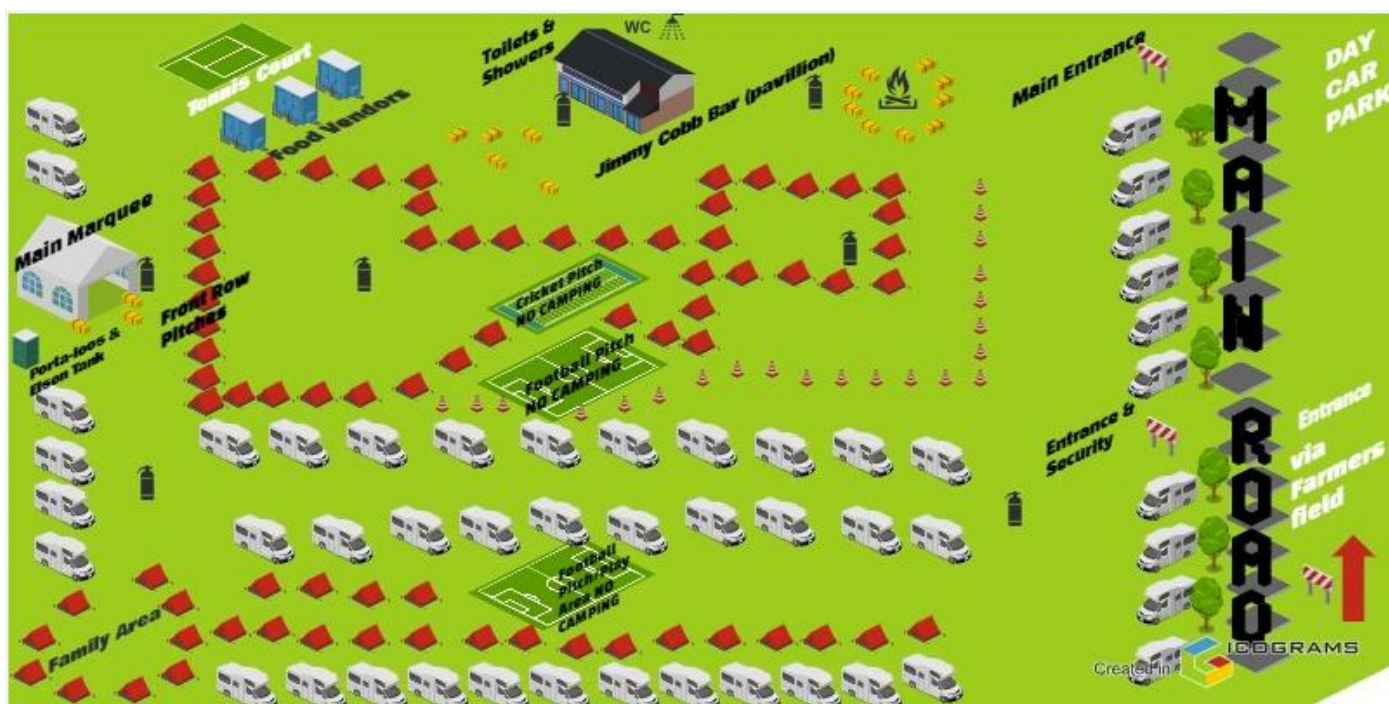 WC
Toilets &
Showers
Tennis Court
Food Vendors
Jimmy Cobb Bar (pavillion)
Main Entrance
DAY
CAR
PARK
MAIN ROAD
Main Marquee
Front Row
Pitches
Porta-loos &
Elson Tank
Cricket Pitch
NO CAMPING
Football Pitch
NO CAMPING
Entrance &
Security
Entrance
via
Farmers
field
Football
Pitch+Play
Area NO
CAMPING
Family Area
Created in ICOGRAMS